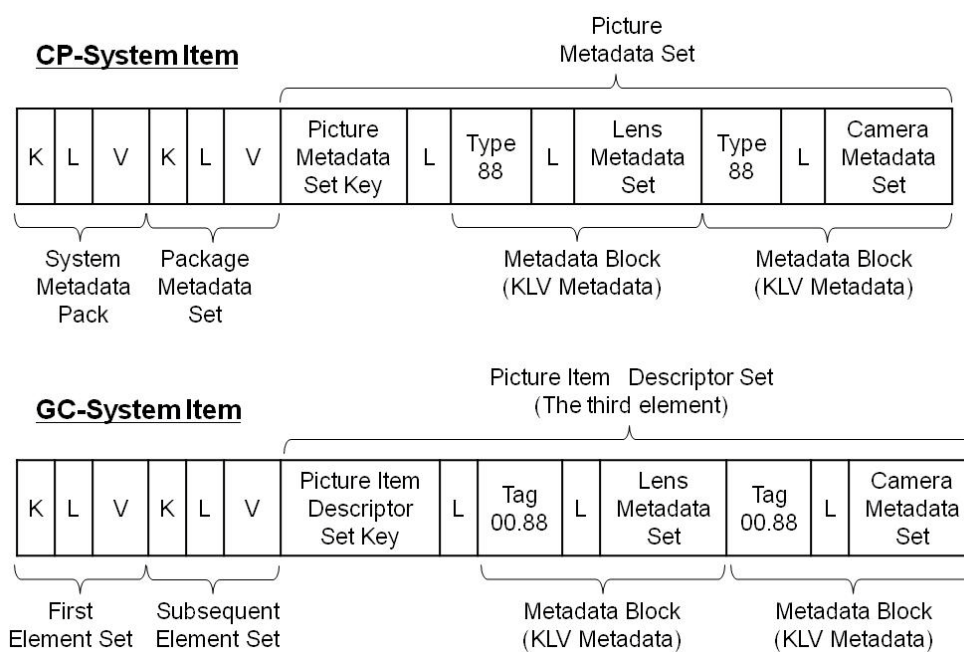 Picture
Metadata Set
CP-System Item
K L V K L V
Picture
Metadata
Set Key
L
Type
88
L
Lens
Metadata
Set
Type
88
L
Camera
Metadata
Set
System
Metadata
Pack
Package
Metadata
Set
Metadata Block
(KLV Metadata)
Metadata Block
(KLV Metadata)
Picture Item Descriptor Set
(The third element)
GC-System Item
K L V K L V
Picture Item
Descriptor
Set Key
L
Tag
00.88
L
Lens
Metadata
Set
Tag
00.88
L
Camera
Metadata
Set
First
Element Set
Subsequent
Element Set
Metadata Block
(KLV Metadata)
Metadata Block
(KLV Metadata)